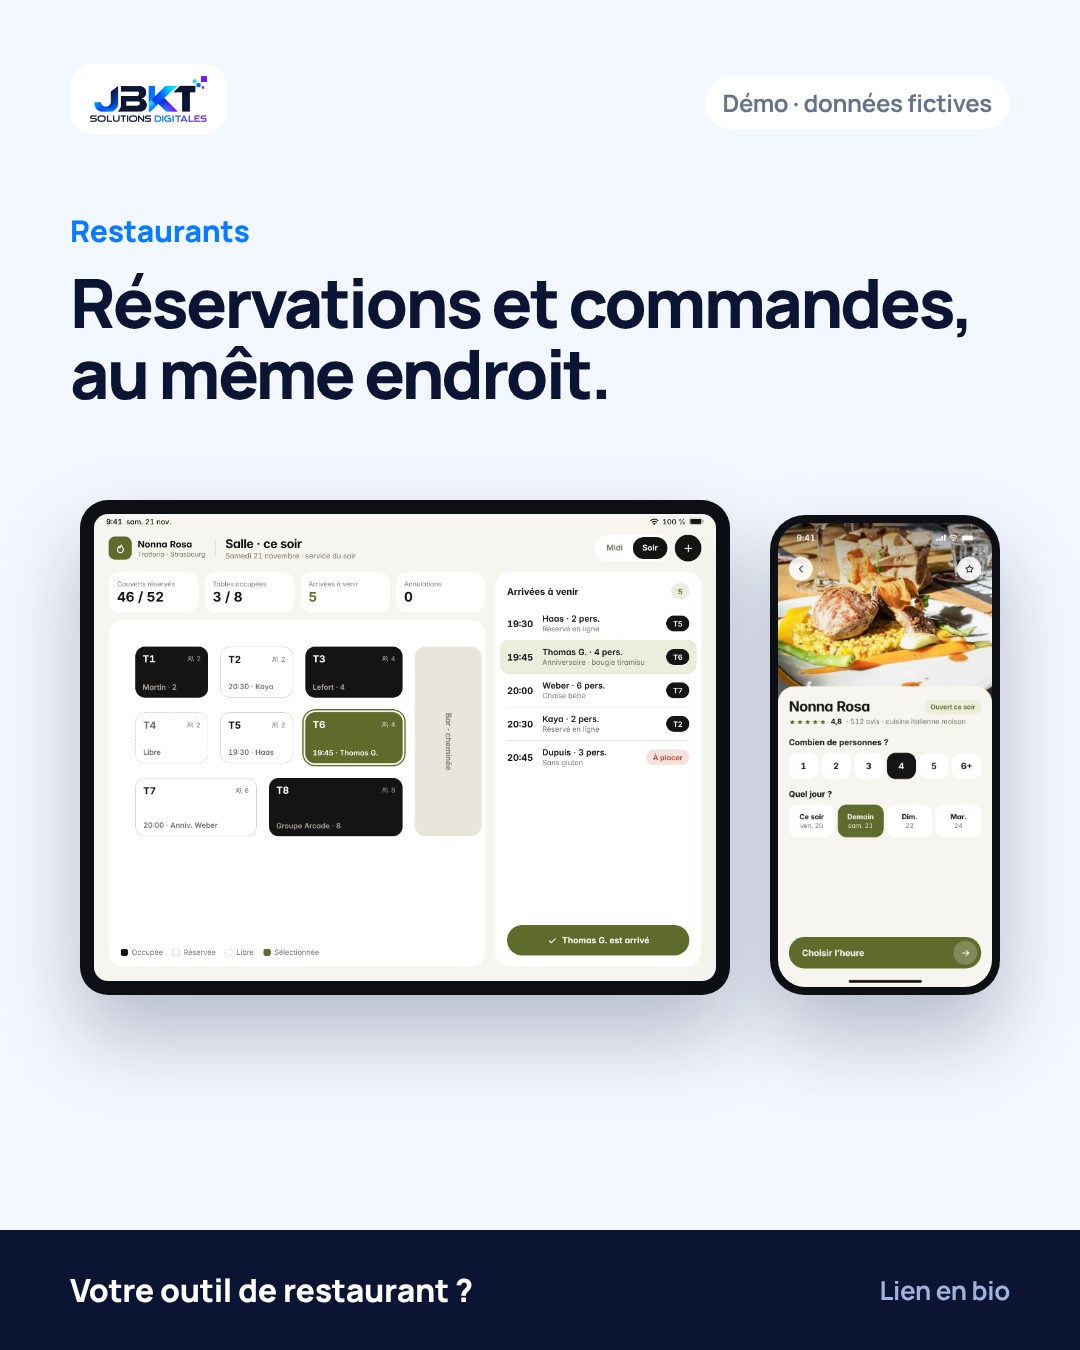 JBKT
SOLUTIONS DIGITALES
Démo · données fictives
Restaurants
Réservations et commandes,
au même endroit.
9:41 sam. 21 nov.
100 %
Nonna Rosa
Trattoria · Strasbourg
Salle · ce soir
Samedi 21 novembre · service du soir
Midi
Soir
+
Couverts réservés
46 / 52
Tables occupées
3 / 8
Arrivées à venir
5
Annulations
0
T1
2
Martin · 2
T2
2
20:30 · Kaya
T3
4
Lefort · 4
T4
2
Libre
T5
2
19:30 · Haas
T6
4
19:45 · Thomas G.
T7
6
20:00 · Anniv. Weber
T8
8
Groupe Arcade · 8
Bar · cheminée
Occupée
Réservée
Libre
Sélectionnée
Arrivées à venir
5
19:30
Haas · 2 pers.
Réservé en ligne
T5
19:45
Thomas G. · 4 pers.
Anniversaire · bougie tiramisu
T6
20:00
Weber · 6 pers.
Chaise bébé
T7
20:30
Kaya · 2 pers.
Réservé en ligne
T2
20:45
Dupuis · 3 pers.
Sans gluten
À placer
Thomas G. est arrivé
9:41
Nonna Rosa
Ouvert ce soir
★★★★★ 4,8 · 512 avis · cuisine italienne maison
Combien de personnes ?
1
2
3
4
5
6+
Quel jour ?
Ce soir
ven. 20
Demain
sam. 21
Dim.
22
Mar.
24
Choisir l'heure
Votre outil de restaurant ?
Lien en bio